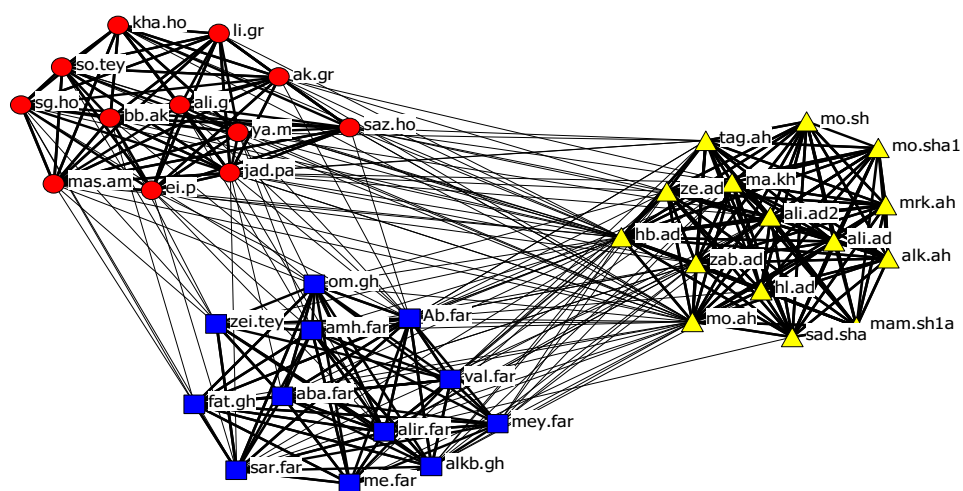 kha.ho
li.gr
so.tey
ak.gr
sg.ho
bb.ak
ali.g
ya.m
saz.ho
mas.am
ei.p
jad.pa
mo.sh
tag.ah
mo.sha1
ze.ad
ma.kh
mrk.ah
ali.ad2
hb.ad
ali.ad
zab.ad
alk.ah
hl.ad
mo.ah
sad.sha
mam.sh1a
om.gh
zei.tey
amh.far
Ab.far
val.far
fat.gh
aba.far
alir.far
mey.far
sar.far
me.far
alkb.gh